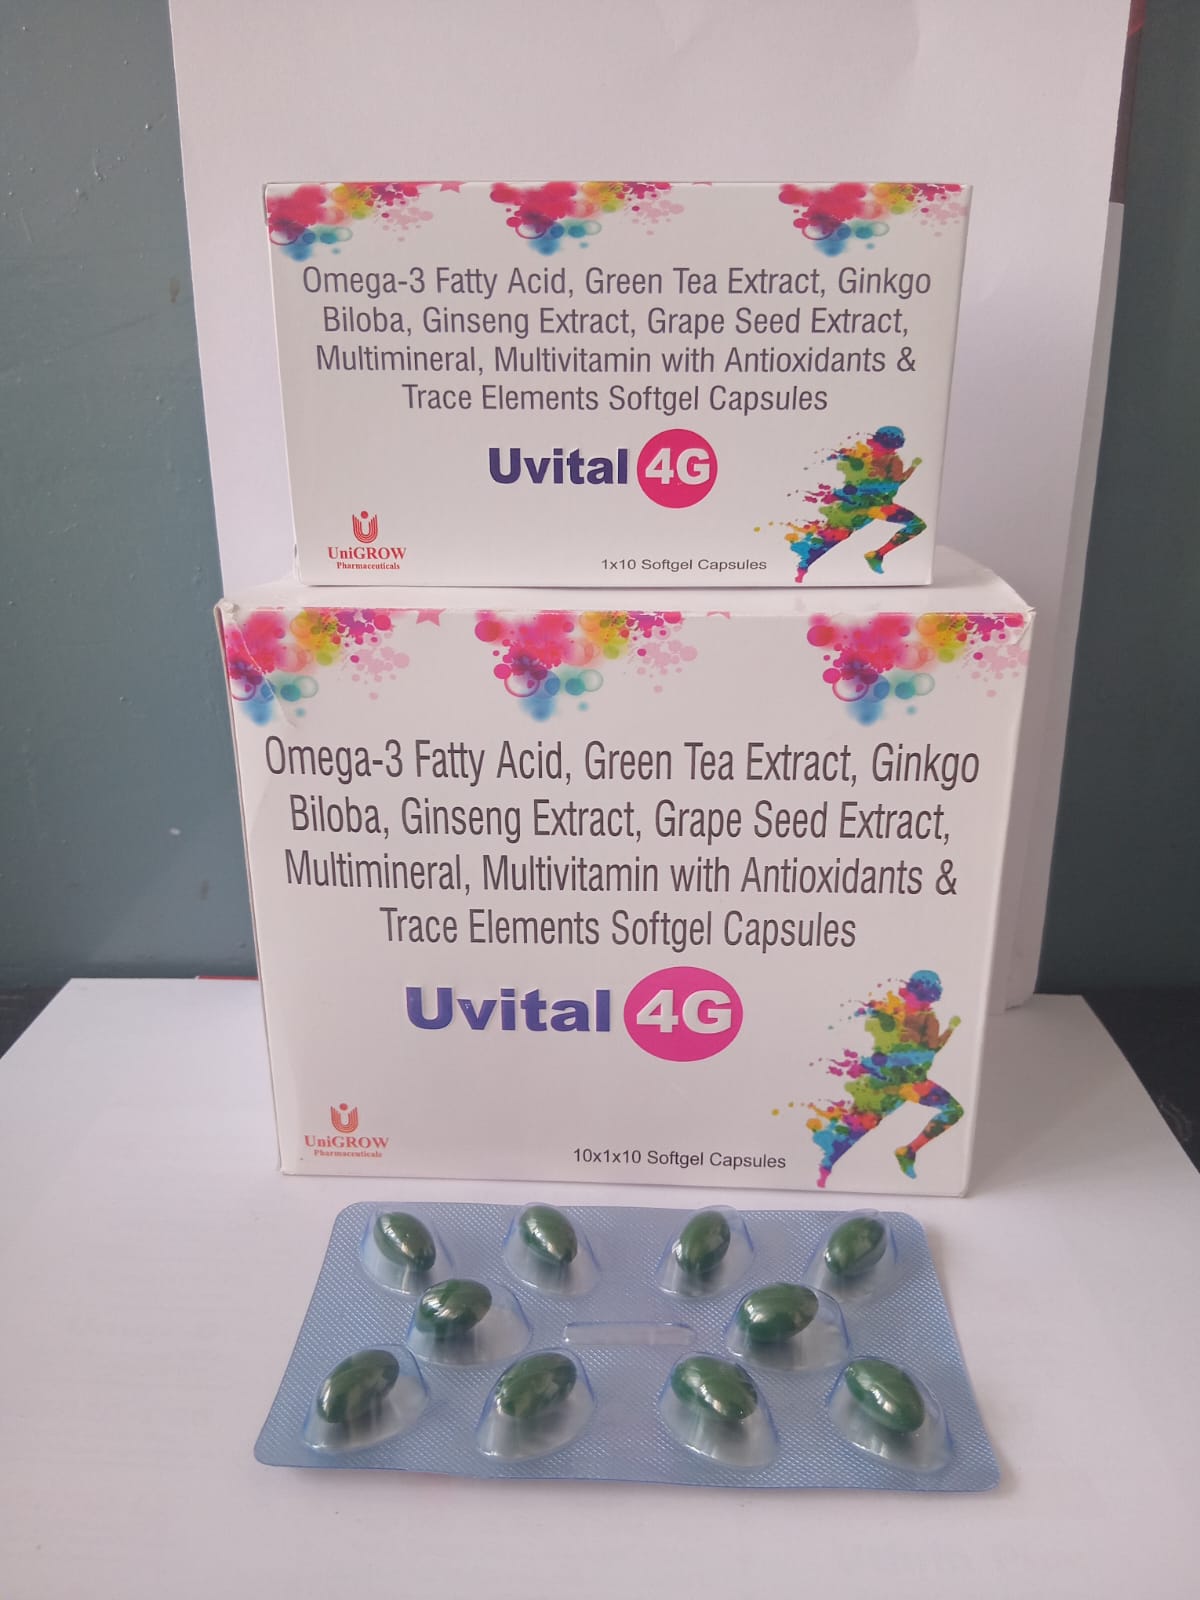 Omega-3 Fatty Acid, Green Tea Extract, Ginkgo
Biloba, Ginseng Extract, Grape Seed Extract,
Multimineral, Multivitamin with Antioxidants &
Trace Elements Softgel Capsules
Uvital 4G
UniGROW
Pharmaceuticals
1x10 Softgel Capsules
Omega-3 Fatty Acid, Green Tea Extract, Ginkgo
Biloba, Ginseng Extract, Grape Seed Extract,
Multimineral, Multivitamin with Antioxidants &
Trace Elements Softgel Capsules
Uvital 4G
UniGROW
Pharmaceuticals
10x1x10 Softgel Capsules